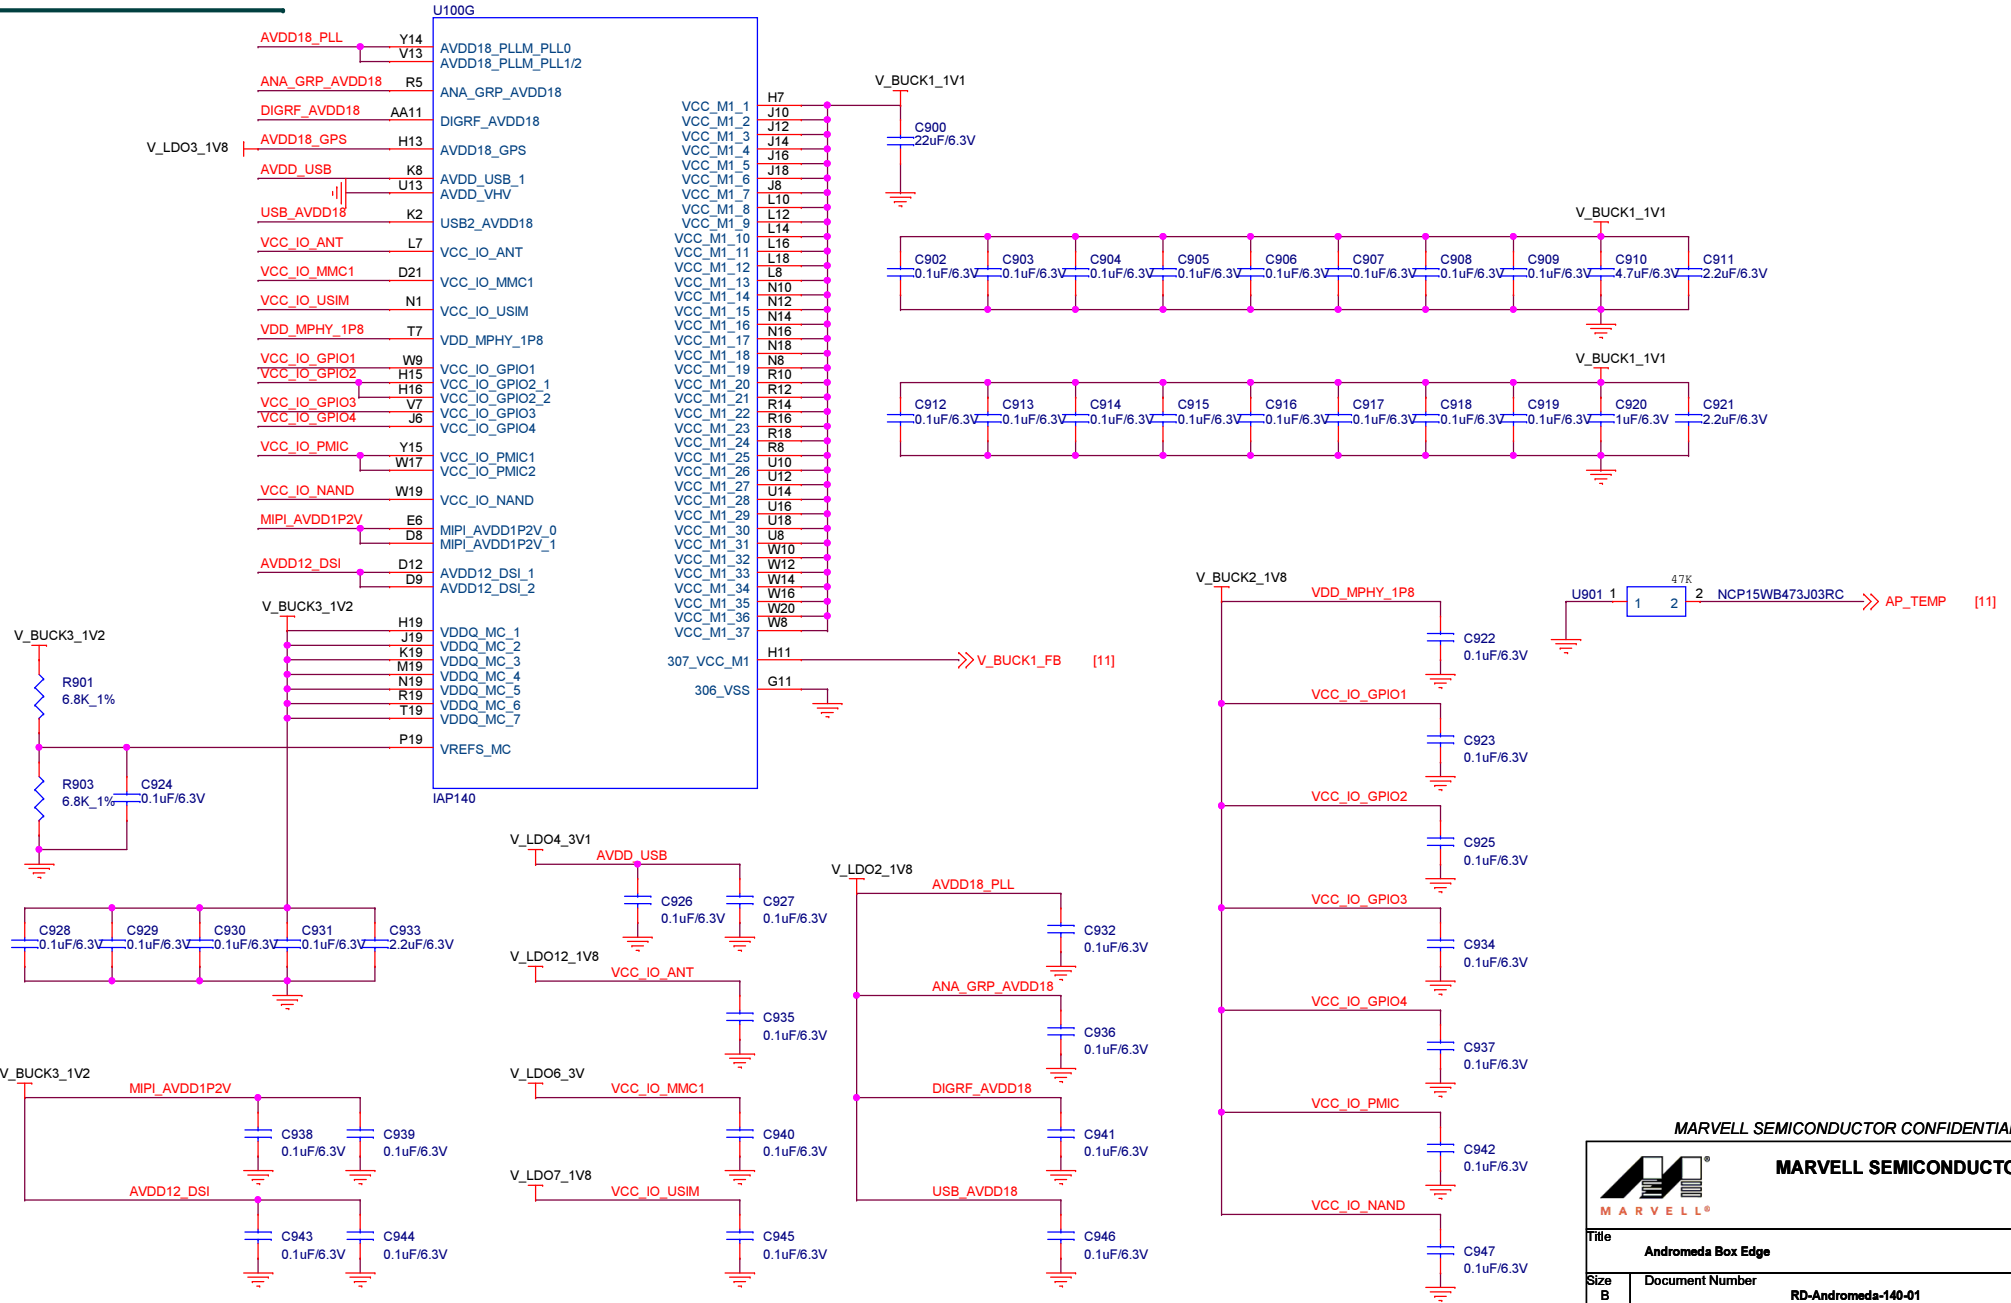 U100G
AVDD18_PLL Y14 AVDD18_PLLM_PLL0
V13 AVDD18_PLLM_PLL1/2
ANA_GRP_AVDD18 R5 ANA_GRP_AVDD18
DIGRF_AVDD18 AA11 DIGRF_AVDD18
V_LDO3_1V8 AVDD18_GPS H13 AVDD18_GPS
AVDD_USB K8 AVDD_USB_1
U13 AVDD_VHV
USB_AVDD18 K2 USB2_AVDD18
VCC_IO_ANT L7 VCC_IO_ANT
VCC_IO_MMC1 D21 VCC_IO_MMC1
VCC_IO_USIM N1 VCC_IO_USIM
VDD_MPHY_1P8 T7 VDD_MPHY_1P8
VCC_IO_GPIO1 W9 VCC_IO_GPIO1
VCC_IO_GPIO2 H15 VCC_IO_GPIO2_1
H16 VCC_IO_GPIO2_2
VCC_IO_GPIO3 V7 VCC_IO_GPIO3
VCC_IO_GPIO4 J6 VCC_IO_GPIO4
VCC_IO_PMIC Y15 VCC_IO_PMIC1
W17 VCC_IO_PMIC2
VCC_IO_NAND W19 VCC_IO_NAND
MIPI_AVDD1P2V E6 MIPI_AVDD1P2V_0
D8 MIPI_AVDD1P2V_1
AVDD12_DSI D12 AVDD12_DSI_1
D9 AVDD12_DSI_2
V_BUCK3_1V2
H19 VDDQ_MC_1
J19 VDDQ_MC_2
K19 VDDQ_MC_3
M19 VDDQ_MC_4
N19 VDDQ_MC_5
R19 VDDQ_MC_6
T19 VDDQ_MC_7
P19 VREFS_MC
IAP140
VCC_M1_1 H7
VCC_M1_2 J10
VCC_M1_3 J12
VCC_M1_4 J14
VCC_M1_5 J16
VCC_M1_6 J18
VCC_M1_7 J8
VCC_M1_8 L10
VCC_M1_9 L12
VCC_M1_10 L14
VCC_M1_11 L16
VCC_M1_12 L18
VCC_M1_13 L8
VCC_M1_14 N10
VCC_M1_15 N12
VCC_M1_16 N14
VCC_M1_17 N16
VCC_M1_18 N18
VCC_M1_19 N8
VCC_M1_20 R10
VCC_M1_21 R12
VCC_M1_22 R14
VCC_M1_23 R16
VCC_M1_24 R18
VCC_M1_25 R8
VCC_M1_26 U10
VCC_M1_27 U12
VCC_M1_28 U14
VCC_M1_29 U16
VCC_M1_30 U18
VCC_M1_31 U8
VCC_M1_32 W10
VCC_M1_33 W12
VCC_M1_34 W14
VCC_M1_35 W16
VCC_M1_36 W20
VCC_M1_37 W8
307_VCC_M1 H11 V_BUCK1_FB [11]
306_VSS G11
V_BUCK1_1V1
C900
22uF/6.3V
V_BUCK1_1V1
C902 C903 C904 C905 C906 C907 C908 C909 C910 C911
0.1uF/6.3V 0.1uF/6.3V 0.1uF/6.3V 0.1uF/6.3V 0.1uF/6.3V 0.1uF/6.3V 0.1uF/6.3V 0.1uF/6.3V 4.7uF/6.3V 2.2uF/6.3V
V_BUCK1_1V1
C912 C913 C914 C915 C916 C917 C918 C919 C920 C921
0.1uF/6.3V 0.1uF/6.3V 0.1uF/6.3V 0.1uF/6.3V 0.1uF/6.3V 0.1uF/6.3V 0.1uF/6.3V 0.1uF/6.3V 1uF/6.3V 2.2uF/6.3V
V_BUCK3_1V2
R901
6.8K_1%
R903
6.8K_1%
C924
0.1uF/6.3V
C928 C929 C930 C931 C933
0.1uF/6.3V 0.1uF/6.3V 0.1uF/6.3V 0.1uF/6.3V 2.2uF/6.3V
V_BUCK3_1V2
MIPI_AVDD1P2V
C938 C939
0.1uF/6.3V 0.1uF/6.3V
AVDD12_DSI
C943 C944
0.1uF/6.3V 0.1uF/6.3V
V_LDO4_3V1
AVDD_USB
C926 C927
0.1uF/6.3V 0.1uF/6.3V
V_LDO12_1V8
VCC_IO_ANT
C935
0.1uF/6.3V
V_LDO6_3V
VCC_IO_MMC1
C940
0.1uF/6.3V
V_LDO7_1V8
VCC_IO_USIM
C945
0.1uF/6.3V
V_LDO2_1V8
AVDD18_PLL
C932
0.1uF/6.3V
ANA_GRP_AVDD18
C936
0.1uF/6.3V
DIGRF_AVDD18
C941
0.1uF/6.3V
USB_AVDD18
C946
0.1uF/6.3V
V_BUCK2_1V8
VDD_MPHY_1P8
C922
0.1uF/6.3V
VCC_IO_GPIO1
C923
0.1uF/6.3V
VCC_IO_GPIO2
C925
0.1uF/6.3V
VCC_IO_GPIO3
C934
0.1uF/6.3V
VCC_IO_GPIO4
C937
0.1uF/6.3V
VCC_IO_PMIC
C942
0.1uF/6.3V
VCC_IO_NAND
C947
0.1uF/6.3V
47K
U901 1 1 2 2 NCP15WB473J03RC AP_TEMP [11]
MARVELL SEMICONDUCTOR CONFIDENTIAL
MARVELL SEMICONDUCTO
MARVELL®
Title
Andromeda Box Edge
Size Document Number
B RD-Andromeda-140-01